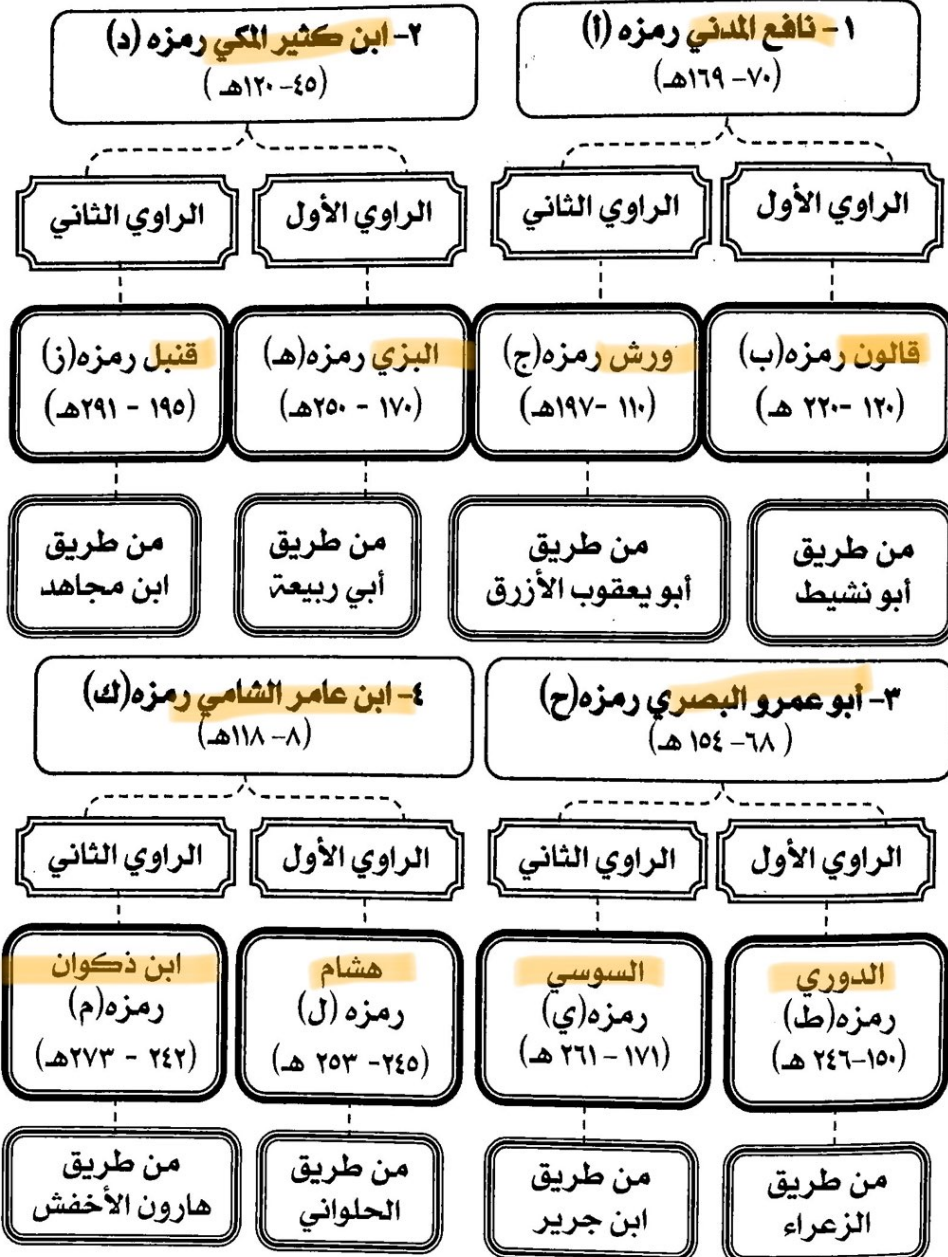 ١- نافع المدني رمزه (أ)
(٧٠- ١٦٩هـ)
الراوي الأول
الراوي الثاني
قالون رمزه(ب)
(١٢٠- ٢٢٠ هـ)
ورش رمزه(ج)
(١١٠ -١٩٧هـ)
من طريق
أبو نشيط
من طريق
أبو يعقوب الأزرق
٢- ابن كثير المكي رمزه (د)
(٤٥-١٢٠هـ )
الراوي الأول
الراوي الثاني
البزي رمزه(هـ)
(١٧٠ - ٢٥٠هـ)
قنبل رمزه(ز)
(١٩٥ - ٢٩١هـ)
من طريق
أبي ربيعة
من طريق
ابن مجاهد
٣- أبو عمرو البصري رمزه(ح)
( ٦٨- ١٥٤ هـ)
الراوي الأول
الراوي الثاني
الدوري
رمزه(ط)
(١٥٠-٢٤٦ هـ)
السوسي
رمزه(ي)
(١٧١ -٢٦١ هـ)
من طريق
الزعراء
من طريق
ابن جرير
٤- ابن عامر الشامي رمزه(ك)
(٨-١١٨هـ)
الراوي الأول
الراوي الثاني
هشام
رمزه (ل)
(٢٤٥- ٢٥٣ هـ)
ابن ذكوان
رمزه(م)
(٢٤٢ - ٢٧٣هـ)
من طريق
الحلواني
من طريق
هارون الأخفش